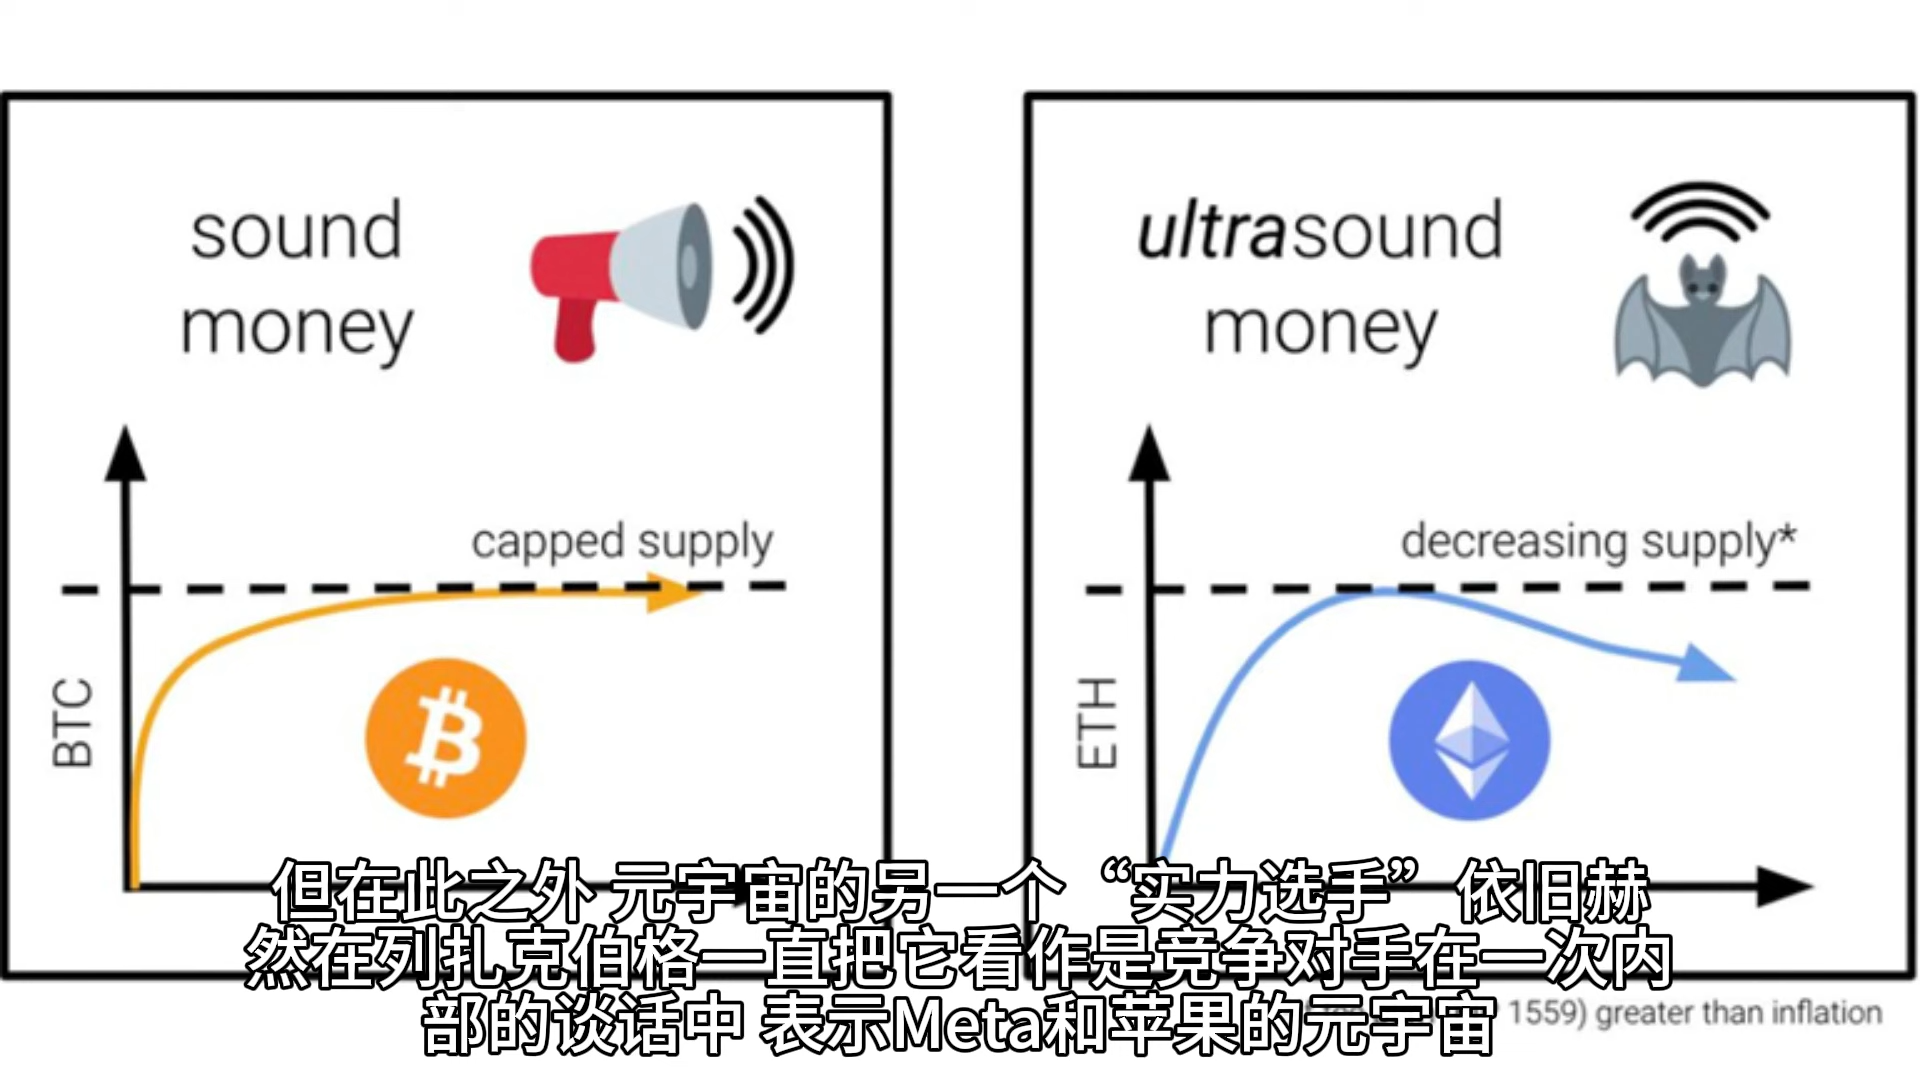 sound
money
ultrasound
money
capped supply
decreasing supply*
BTC
ETH
1559) greater than inflation
但在此之外 元宇宙的另一个“实力选手”依旧赫
然在列扎克伯格一直把它看作是竞争对手在一次内
部的谈话中 表示Meta和苹果的元宇宙